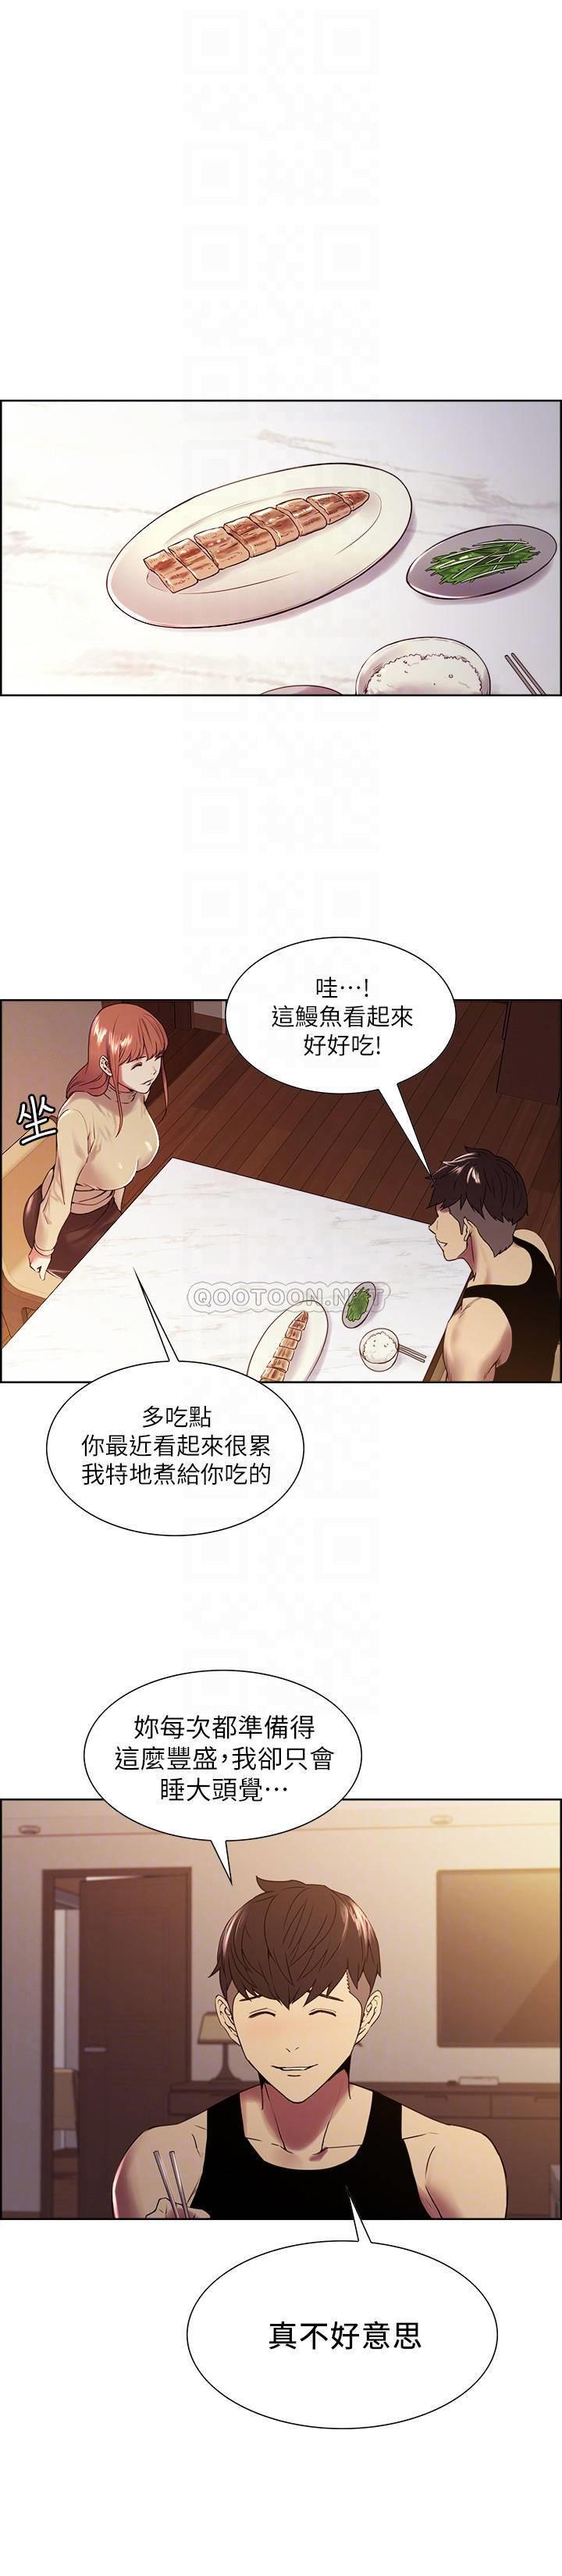 哇⋯!
這鰻魚看起來
好好吃!
坐
QOOTOON.NET
多吃點
你最近看起來很累
我特地煮給你吃的
妳每次都準備得
這麼豐盛,我卻只會
睡大頭覺⋯
真不好意思